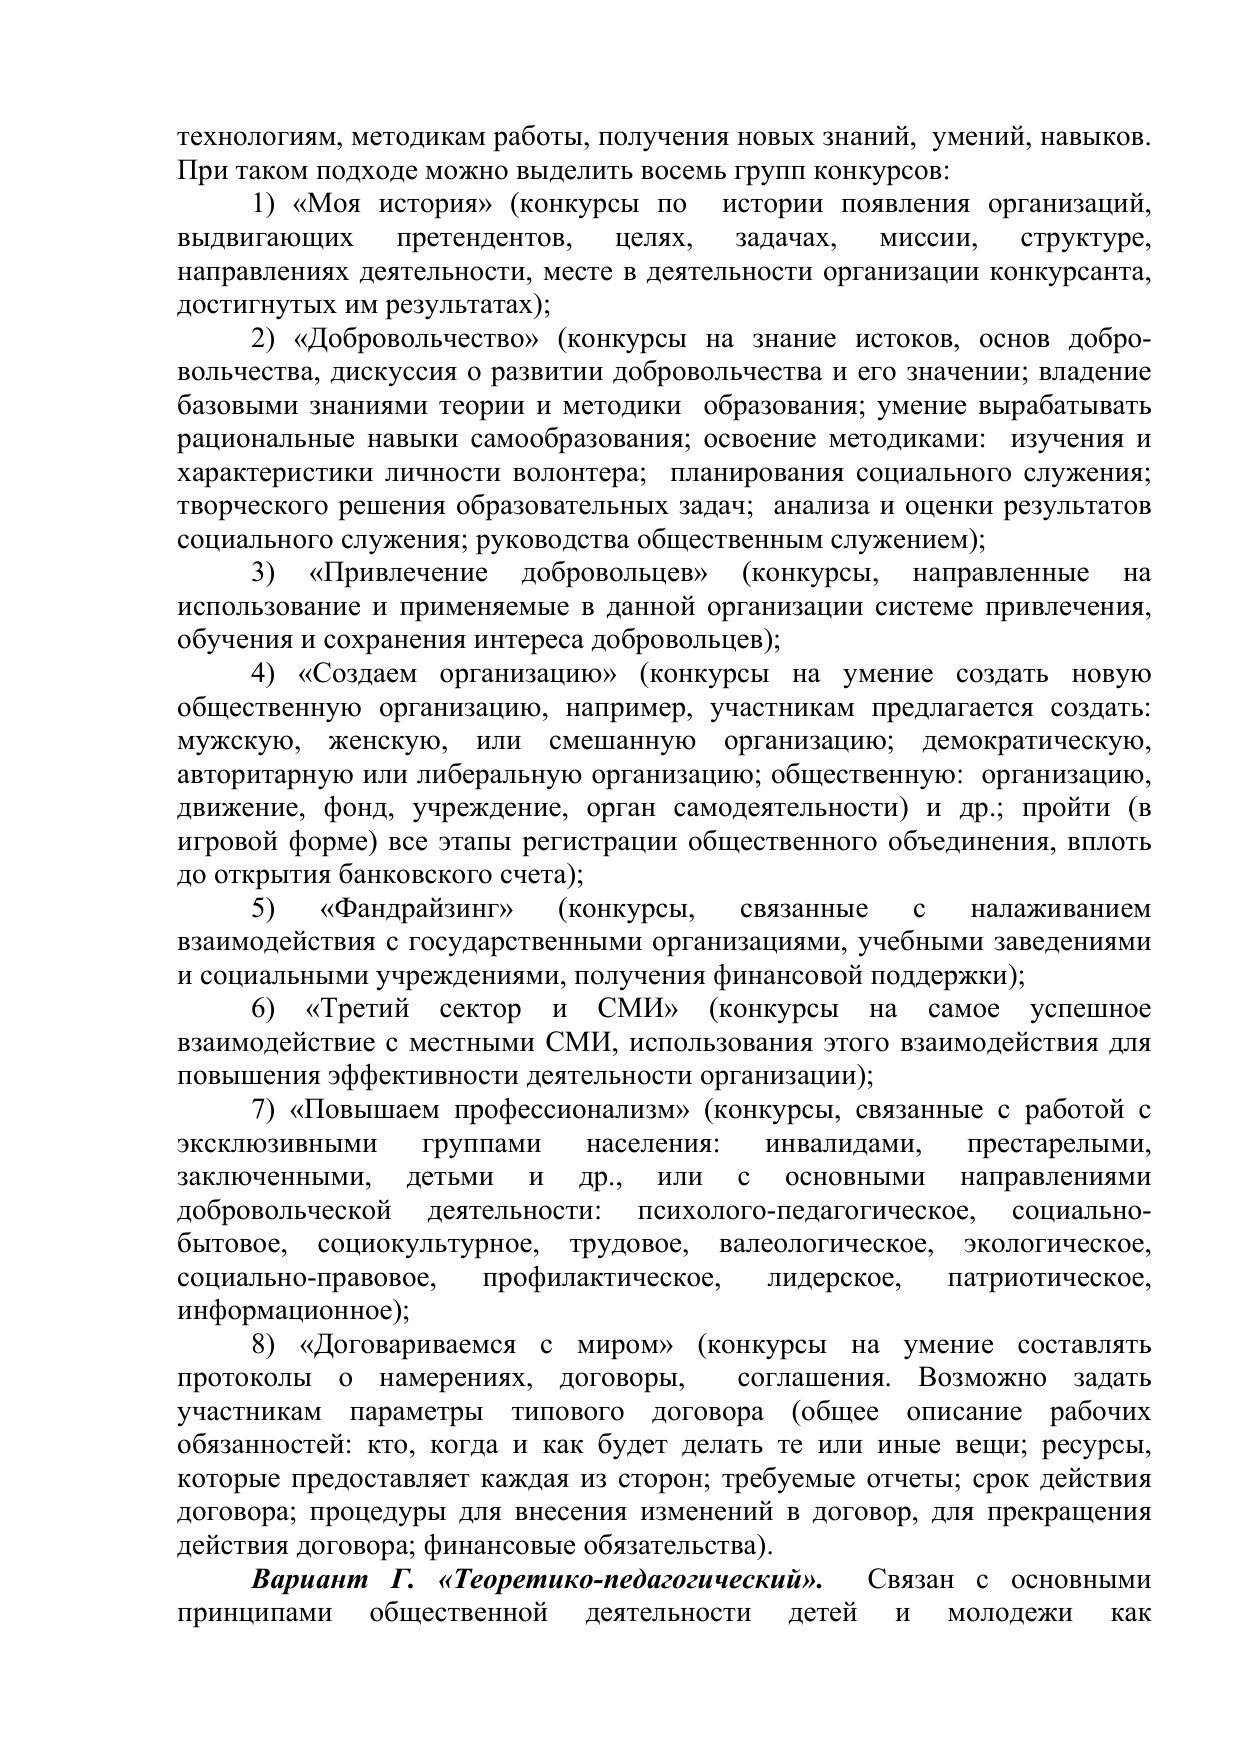 технологиям, методикам работы, получения новых знаний, умений, навыков.
При таком подходе можно выделить восемь групп конкурсов:
1) «Моя история» (конкурсы по истории появления организаций,
выдвигающих претендентов, целях, задачах, миссии, структуре,
направлениях деятельности, месте в деятельности организации конкурсанта,
достигнутых им результатах);
2) «Добровольчество» (конкурсы на знание истоков, основ добро-
вольчества, дискуссия о развитии добровольчества и его значении; владение
базовыми знаниями теории и методики образования; умение вырабатывать
рациональные навыки самообразования; освоение методиками: изучения и
характеристики личности волонтера; планирования социального служения;
творческого решения образовательных задач; анализа и оценки результатов
социального служения; руководства общественным служением);
3) «Привлечение добровольцев» (конкурсы, направленные на
использование и применяемые в данной организации системе привлечения,
обучения и сохранения интереса добровольцев);
4) «Создаем организацию» (конкурсы на умение создать новую
общественную организацию, например, участникам предлагается создать:
мужскую, женскую, или смешанную организацию; демократическую,
авторитарную или либеральную организацию; общественную: организацию,
движение, фонд, учреждение, орган самодеятельности) и др.; пройти (в
игровой форме) все этапы регистрации общественного объединения, вплоть
до открытия банковского счета);
5) «Фандрайзинг» (конкурсы, связанные с налаживанием
взаимодействия с государственными организациями, учебными заведениями
и социальными учреждениями, получения финансовой поддержки);
6) «Третий сектор и СМИ» (конкурсы на самое успешное
взаимодействие с местными СМИ, использования этого взаимодействия для
повышения эффективности деятельности организации);
7) «Повышаем профессионализм» (конкурсы, связанные с работой с
эксклюзивными группами населения: инвалидами, престарелыми,
заключенными, детьми и др., или с основными направлениями
добровольческой деятельности: психолого-педагогическое, социально-
бытовое, социокультурное, трудовое, валеологическое, экологическое,
социально-правовое, профилактическое, лидерское, патриотическое,
информационное);
8) «Договариваемся с миром» (конкурсы на умение составлять
протоколы о намерениях, договоры, соглашения. Возможно задать
участникам параметры типового договора (общее описание рабочих
обязанностей: кто, когда и как будет делать те или иные вещи; ресурсы,
которые предоставляет каждая из сторон; требуемые отчеты; срок действия
договора; процедуры для внесения изменений в договор, для прекращения
действия договора; финансовые обязательства).
Вариант Г. «Теоретико-педагогический». Связан с основными
принципами общественной деятельности детей и молодежи как